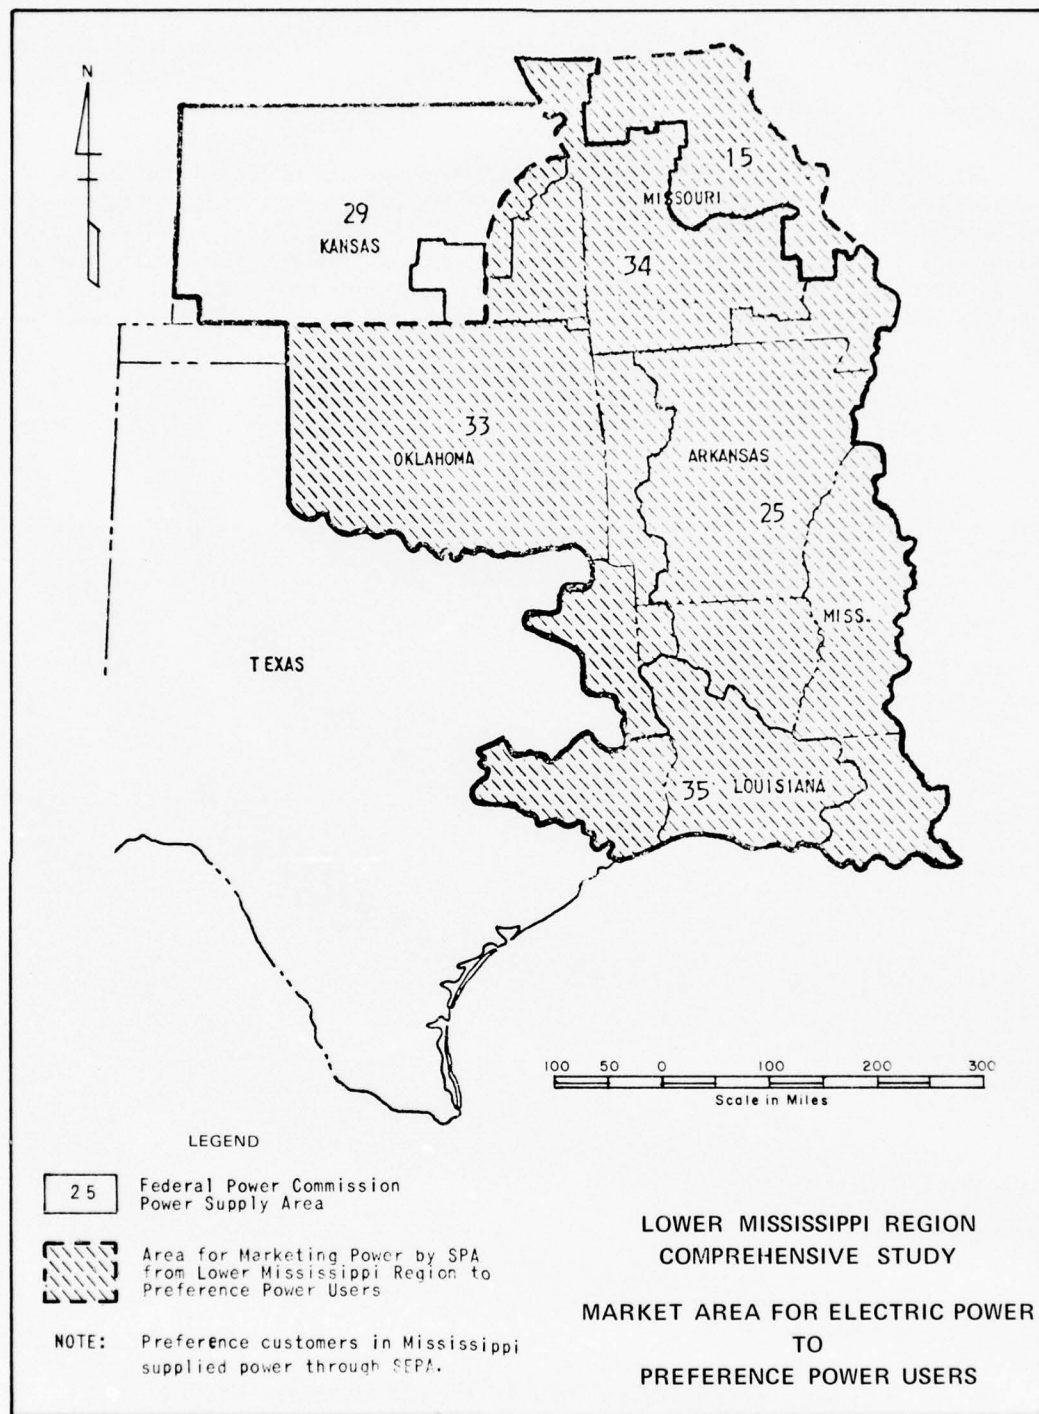 N
15
MISSOURI
29
KANSAS
34
33
OKLAHOMA
ARKANSAS
25
MISS.
TEXAS
35 LOUISIANA
100 50 0 100 200 300
Scale in Miles
LEGEND
25
Federal Power Commission
Power Supply Area
Area for Marketing Power by SPA
from Lower Mississippi Region to
Preference Power Users
NOTE: Preference customers in Mississippi
supplied power through SEPA.
LOWER MISSISSIPPI REGION
COMPREHENSIVE STUDY
MARKET AREA FOR ELECTRIC POWER
TO
PREFERENCE POWER USERS